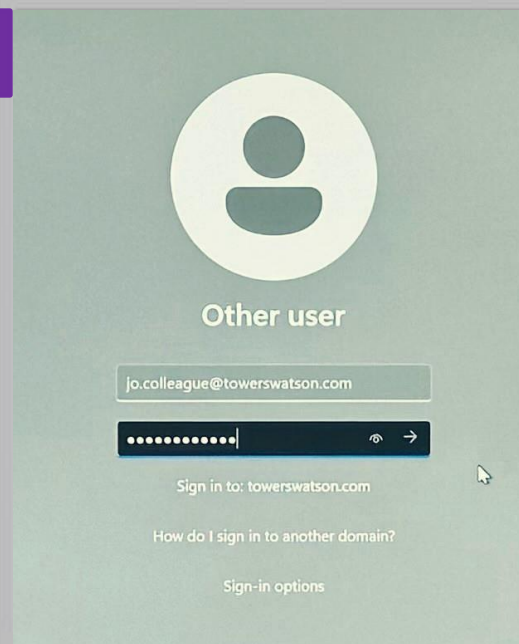 Other user
jo.colleague@towerswatson.com
••••••••••••
Sign in to: towerswatson.com
How do I sign in to another domain?
Sign-in options